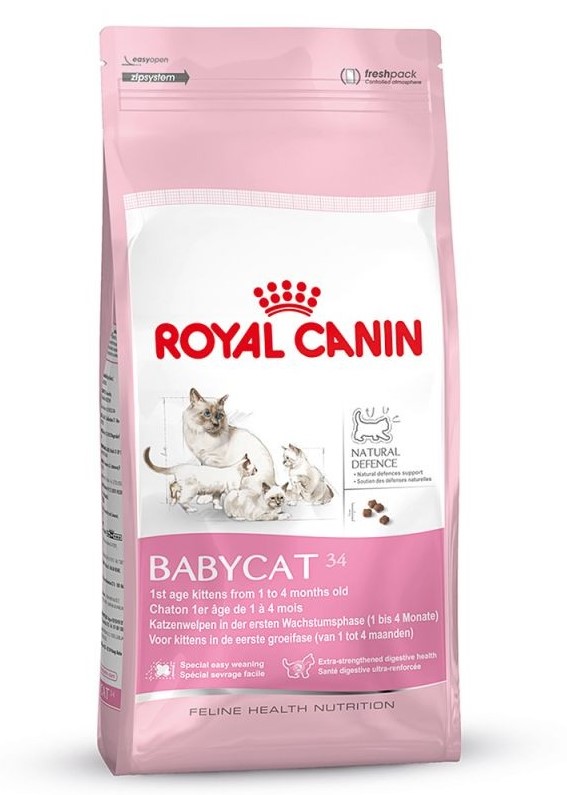 easyopen
zipsystem
freshpack
Controlled atmosphere
ROYAL CANIN
NATURAL
DEFENCE
• Natural defences support
• Soutien des défenses naturelles
BABYCAT 34
1st age kittens from 1 to 4 months old
Chaton 1er âge de 1 à 4 mois
Katzenwelpen in der ersten Wachstumsphase (1 bis 4 Monate)
Voor kittens in de eerste groeifase (van 1 tot 4 maanden)
Special easy weaning
Spécial sevrage facile
Extra-strengthened digestive health
Santé digestive ultra-renforcée
CAT 34
FELINE HEALTH NUTRITION